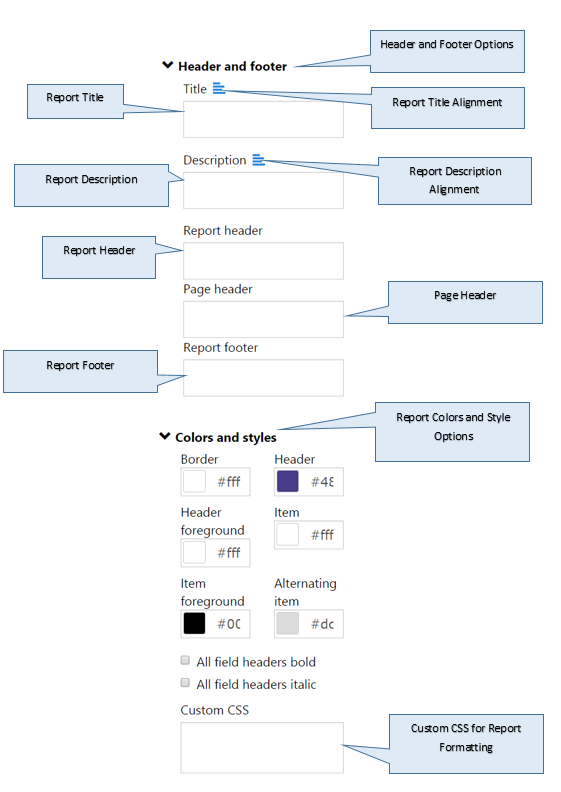 Header and Footer Options
Header and footer
Title
Report Title
Report Title Alignment
Description
Report Description
Report Description
Alignment
Report header
Report Header
Page header
Page Header
Report footer
Report Footer
Report Colors and Style
Options
Colors and styles
Border
Header
#fff
#48
Header
foreground
Item
#fff
#fff
Item
foreground
Alternating
item
#00
#dc
All field headers bold
All field headers italic
Custom CSS
Custom CSS for Report
Formatting